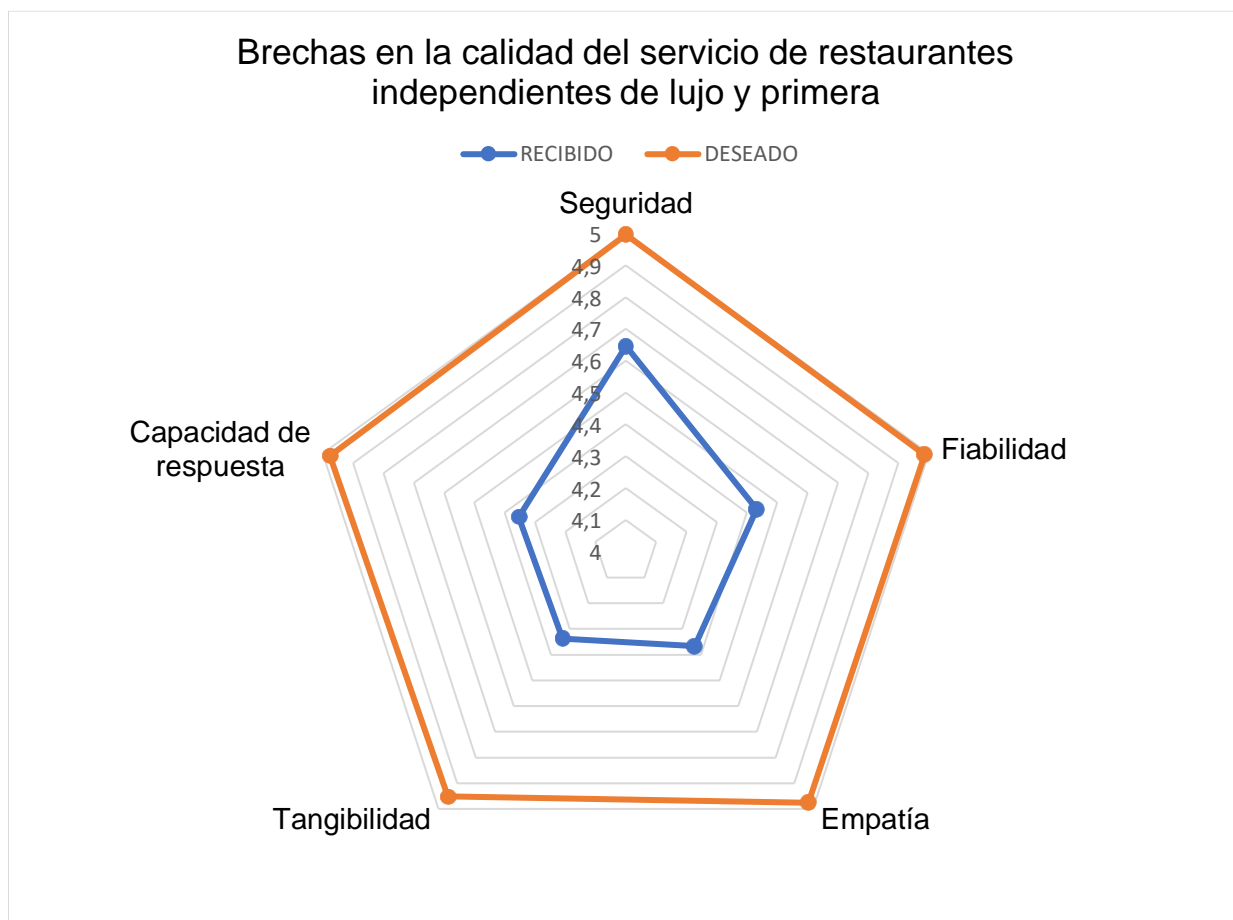 Brechas en la calidad del servicio de restaurantes
independientes de lujo y primera
RECIBIDO
DESEADO
Seguridad
5
4,9
4,8
4,7
4,6
4,5
4,4
4,3
4,2
4,1
4
Fiabilidad
Empatía
Tangibilidad
Capacidad de
respuesta